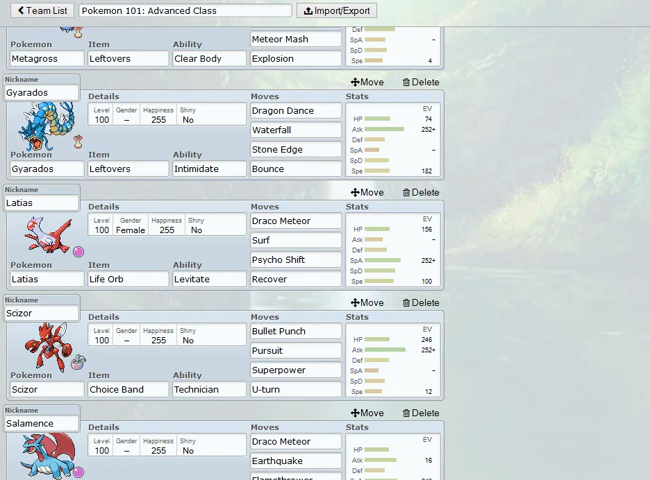 Team List
Pokemon 101: Advanced Class
Import/Export
Def
Meteor Mash
SpA –
SpD
Pokemon Item Ability
Metagross Leftovers Clear Body Explosion
Spe 4
Move Delete
Nickname
Gyarados
Details Moves Stats
Level Gender Happiness Shiny
100 – 255 No
Dragon Dance
EV
HP 74
Waterfall
Atk 252+
Def
Stone Edge
SpA –
SpD
Pokemon Item Ability
Gyarados Leftovers Intimidate Bounce
Spe 182
Move Delete
Nickname
Latias
Details Moves Stats
Level Gender Happiness Shiny
100 Female 255 No
Draco Meteor
EV
HP 156
Surf
Atk –
Def
Psycho Shift
SpA 252+
SpD
Pokemon Item Ability
Latias Life Orb Levitate Recover
Spe 100
Move Delete
Nickname
Scizor
Details Moves Stats
Level Gender Happiness Shiny
100 – 255 No
Bullet Punch
EV
HP 246
Pursuit
Atk 252+
Def
Superpower
SpA –
SpD
Pokemon Item Ability
Scizor Choice Band Technician U-turn
Spe 12
Move Delete
Nickname
Salamence
Details Moves Stats
Level Gender Happiness Shiny
100 – 255 No
Draco Meteor
EV
HP
Earthquake
Atk 16
Def
Flamethrower